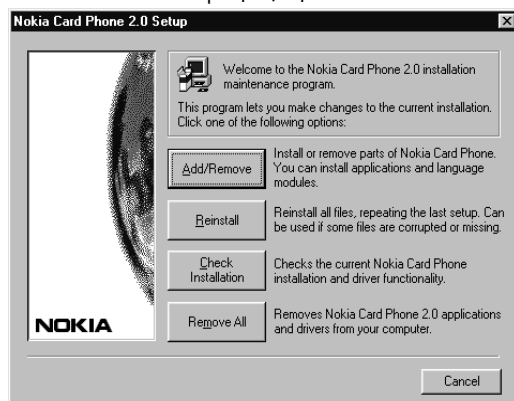 Nokia Card Phone 2.0 Setup
Welcome to the Nokia Card Phone 2.0 installation
maintenance program.
This program lets you make changes to the current installation.
Click one of the following options:
Add/Remove
Install or remove parts of Nokia Card Phone.
You can install applications and language
modules.
Reinstall
Reinstall all files, repeating the last setup. Can
be used if some files are corrupted or missing.
Check
Installation
Checks the current Nokia Card Phone
installation and driver functionality.
Remove All
Removes Nokia Card Phone 2.0 applications
and drivers from your computer.
NOKIA
Cancel